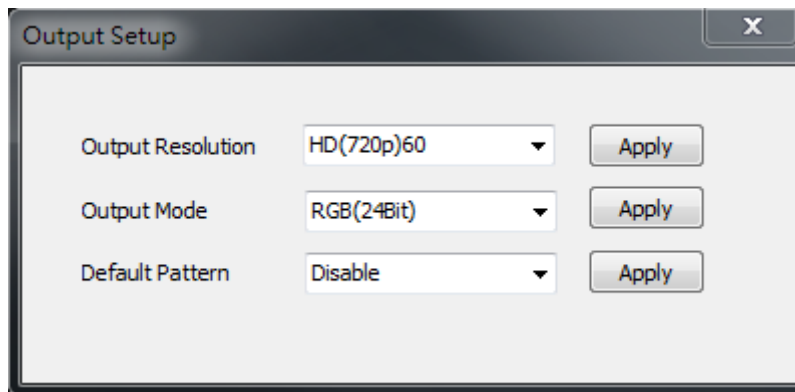 Output Setup
Output Resolution HD(720p)60 Apply
Output Mode RGB(24Bit) Apply
Default Pattern Disable Apply